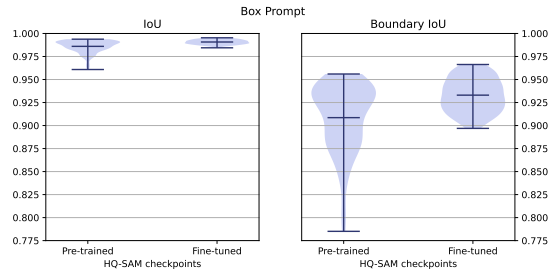 Box Prompt
IoU
Boundary IoU
1.000
0.975
0.950
0.925
0.900
0.875
0.850
0.825
0.800
0.775
1.000
0.975
0.950
0.925
0.900
0.875
0.850
0.825
0.800
0.775
Pre-trained Fine-tuned
HQ-SAM checkpoints
Pre-trained Fine-tuned
HQ-SAM checkpoints